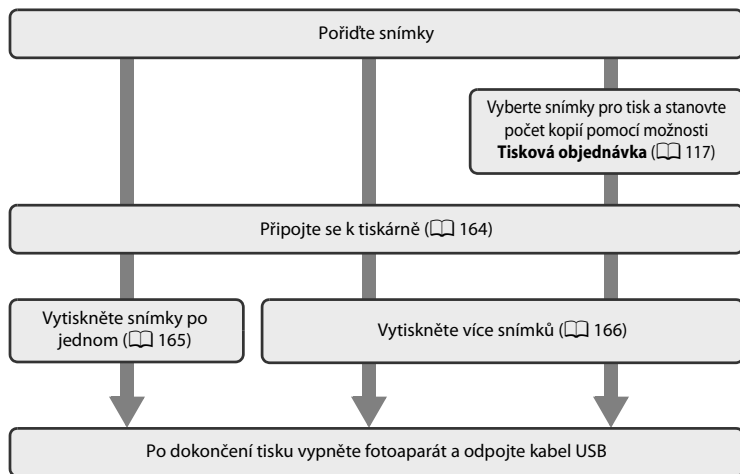 Pořiďte snímky
Vyberte snímky pro tisk a stanovte
počet kopií pomocí možnosti
Tisková objednávka (📖 117)
Připojte se k tiskárně (📖 164)
Vytiskněte snímky po
jednom (📖 165)
Vytiskněte více snímků (📖 166)
Po dokončení tisku vypněte fotoaparát a odpojte kabel USB